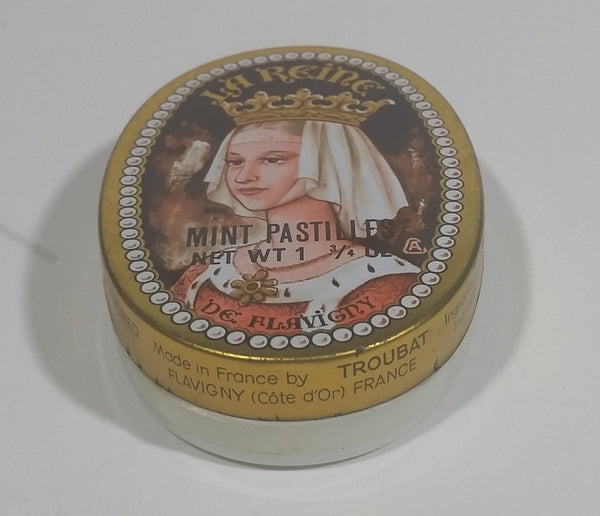 LA REINE
MINT PASTILLES
NET WT 1 3/4
DE FLAVIGNY
Made in France by TROUBAT
FLAVIGNY (Côte d'Or) FRANCE